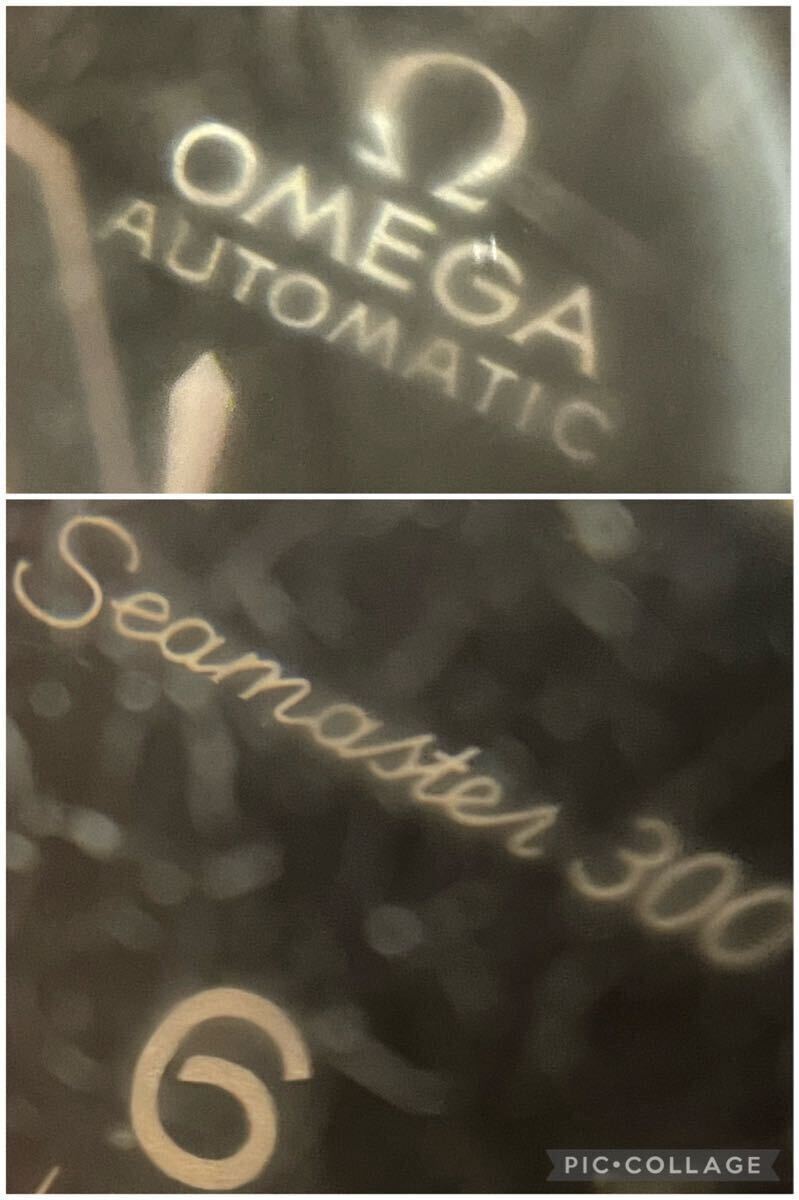 Ω
OMEGA
AUTOMATIC
Seamaster 300
6
PIC•COLLAGE